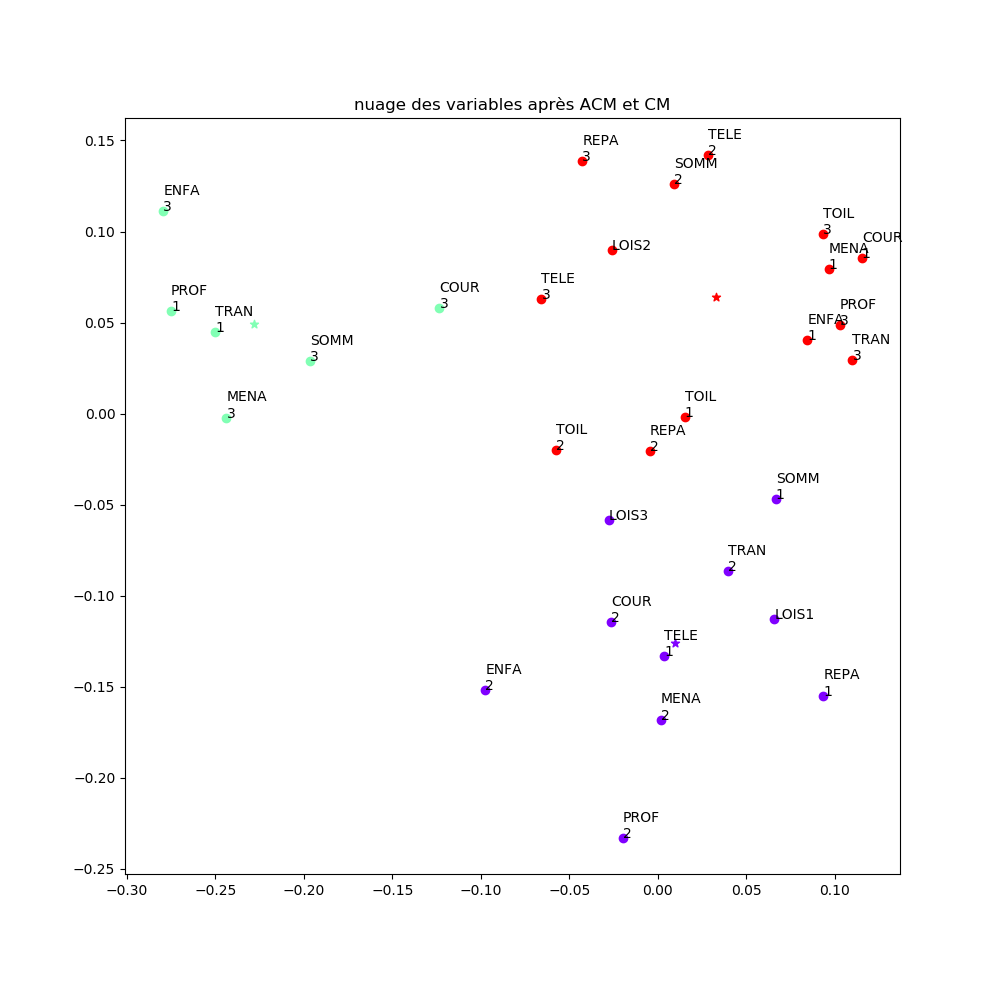 nuage des variables après ACM et CM
0.15
0.10
0.05
0.00
−0.05
−0.10
−0.15
−0.20
−0.25
REPA
3
TELE
2
SOMM
2
ENFA
3
TOIL
3
COUR
1
LOIS2
MENA
1
TELE
3
COUR
3
PROF
1
PROF
3
TRAN
1
ENFA
1
SOMM
3
TRAN
3
MENA
3
TOIL
1
TOIL
2
REPA
2
SOMM
1
LOIS3
TRAN
2
COUR
2
LOIS1
TELE
1
ENFA
2
REPA
1
MENA
2
PROF
2
−0.30
−0.25
−0.20
−0.15
−0.10
−0.05
0.00
0.05
0.10